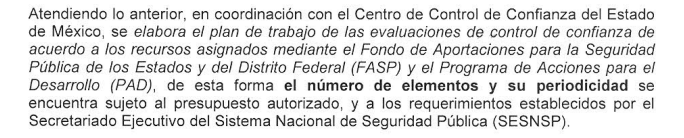 Atendiendo lo anterior, en coordinación con el Centro de Control de Confianza del Estado
de México, se elabora el plan de trabajo de las evaluaciones de control de confianza de
acuerdo a los recursos asignados mediante el Fondo de Aportaciones para la Seguridad
Pública de los Estados y del Distrito Federal (FASP) y el Programa de Acciones para el
Desarrollo (PAD), de esta forma el número de elementos y su periodicidad se
encuentra sujeto al presupuesto autorizado, y a los requerimientos establecidos por el
Secretariado Ejecutivo del Sistema Nacional de Seguridad Pública (SESNSP).